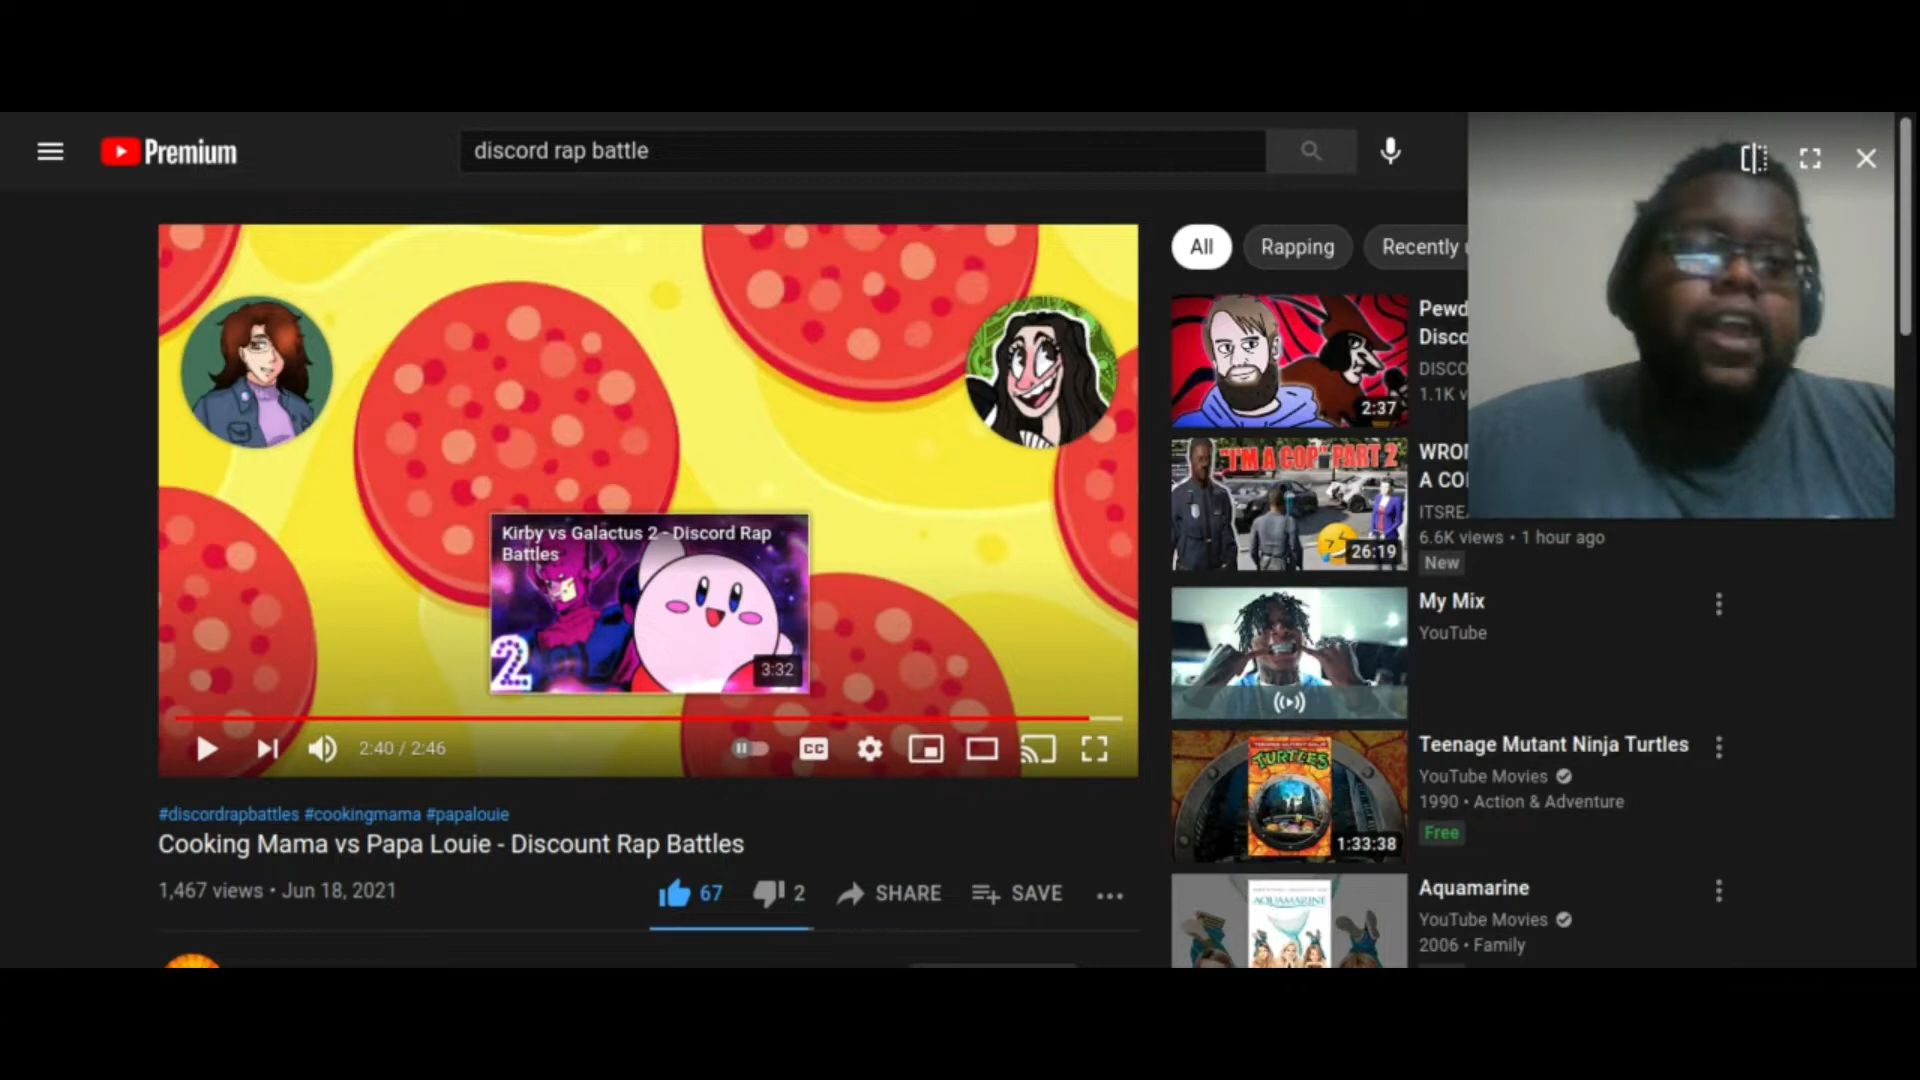 Premium
discord rap battle
All
Rapping
Recently
Kirby vs Galactus 2 - Discord Rap
Battles
2
3:32
2:40 / 2:46
CC
#discordrapbattles #cookingmama #papalouie
Cooking Mama vs Papa Louie - Discount Rap Battles
1,467 views • Jun 18, 2021
67
2
SHARE
SAVE
Pewd
Disco
DISCO
1.1K v
2:37
"I'M A COP" PART 2"
26:19
WRO
A CO
ITSRE
6.6K views • 1 hour ago
New
My Mix
YouTube
TURTLES
1:33:38
Teenage Mutant Ninja Turtles
YouTube Movies
1990 • Action & Adventure
Free
AQUAMARINE
Aquamarine
YouTube Movies
2006 • Family